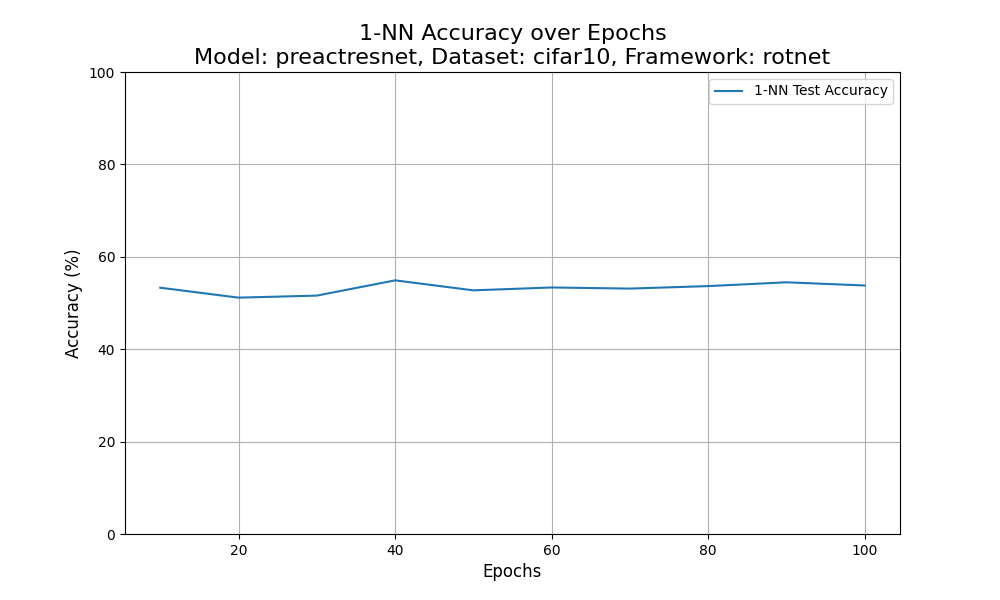 1-NN Accuracy over Epochs
Model: preactresnet, Dataset: cifar10, Framework: rotnet
1-NN Test Accuracy
Accuracy (%)
100
80
60
40
20
0
20 40 60 80 100
Epochs